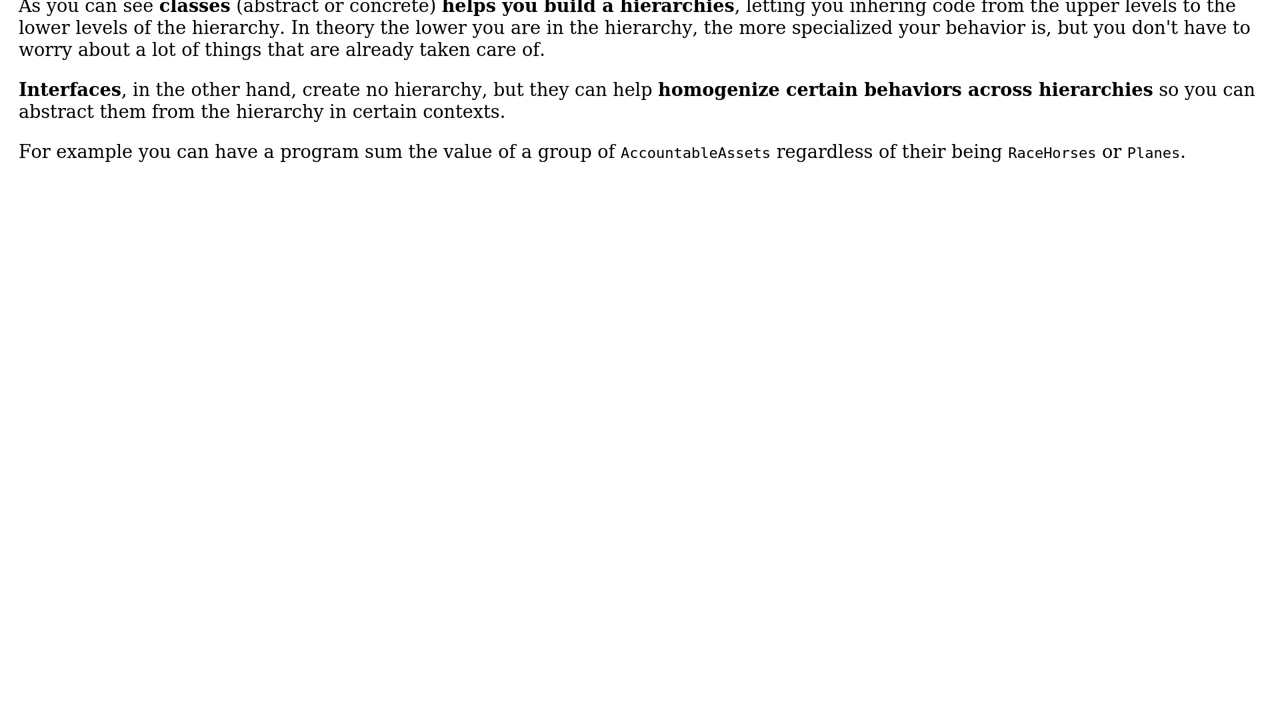 As you can see classes (abstract or concrete) helps you build a hierarchies, letting you inhering code from the upper levels to the
lower levels of the hierarchy. In theory the lower you are in the hierarchy, the more specialized your behavior is, but you don't have to
worry about a lot of things that are already taken care of.
Interfaces, in the other hand, create no hierarchy, but they can help homogenize certain behaviors across hierarchies so you can
abstract them from the hierarchy in certain contexts.
For example you can have a program sum the value of a group of AccountableAssets regardless of their being RaceHorses or Planes.